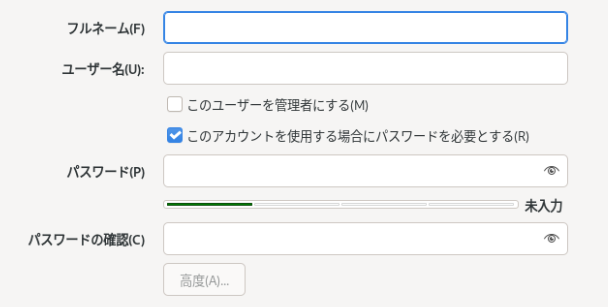 フルネーム(F)
ユーザー名(U):
このユーザーを管理者にする(M)
このアカウントを使用する場合にパスワードを必要とする(R)
パスワード(P)
未入力
パスワードの確認(C)
高度(A)...